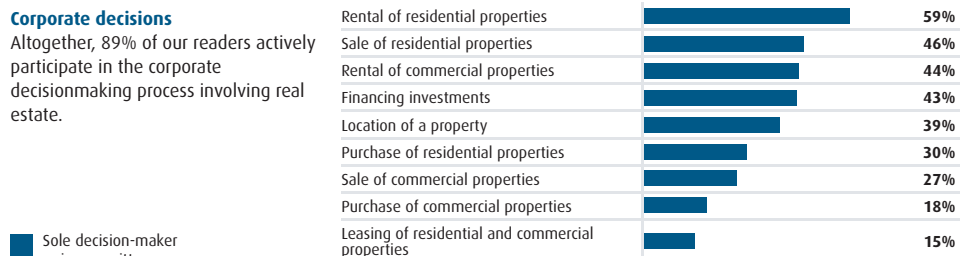 Corporate decisions
Altogether, 89% of our readers actively
participate in the corporate
decisionmaking process involving real
estate.
Rental of residential properties 59%
Sale of residential properties 46%
Rental of commercial properties 44%
Financing investments 43%
Location of a property 39%
Purchase of residential properties 30%
Sale of commercial properties 27%
Purchase of commercial properties 18%
Leasing of residential and commercial
properties 15%
Sole decision-maker